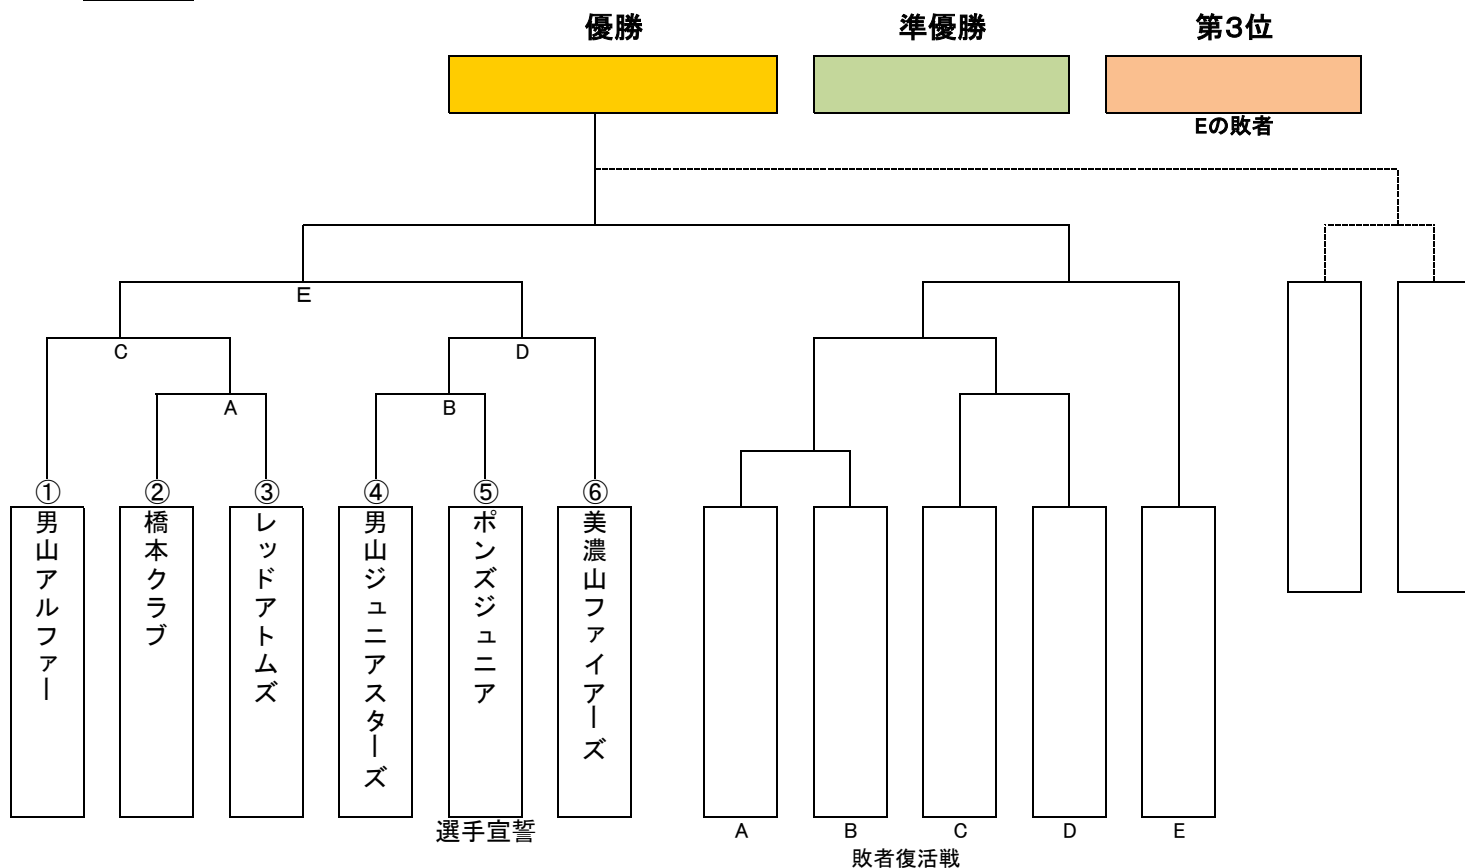 優勝
準優勝
第3位
Eの敗者
E
C
D
A
B
①
②
③
④
⑤
⑥
男山アルファー
橋本クラブ
レッドアトムズ
男山ジュニアスターズ
ポンズジュニア
美濃山ファイアーズ
選手宣誓
A
B
C
D
E
敗者復活戦